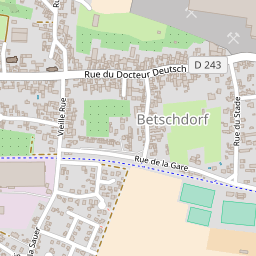 D 243
Rue du Docteur Deutsch
Vieille Rue
Betschdorf
Rue du Stade
Rue de la Gare
la Sauer